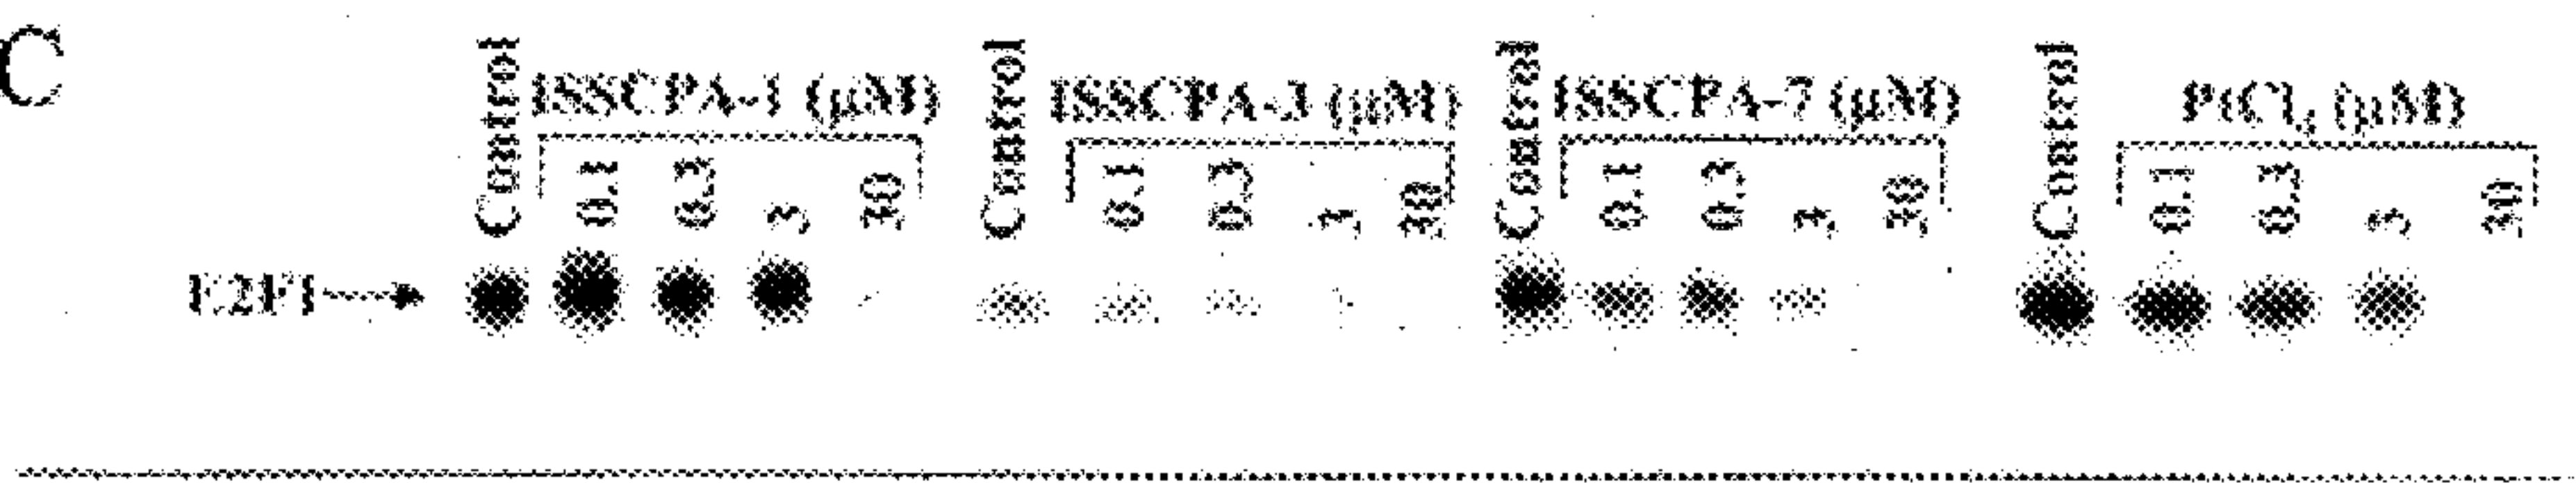 C
Control ISSCPA-1 (μM) Control ISSCPA-3 (μM) Control ISSCPA-7 (μM) Control PtCl₄ (μM)
0.1 0.3 3 30 0.1 0.3 3 30 0.1 0.3 3 30 0.1 0.3 3 30
E2F1